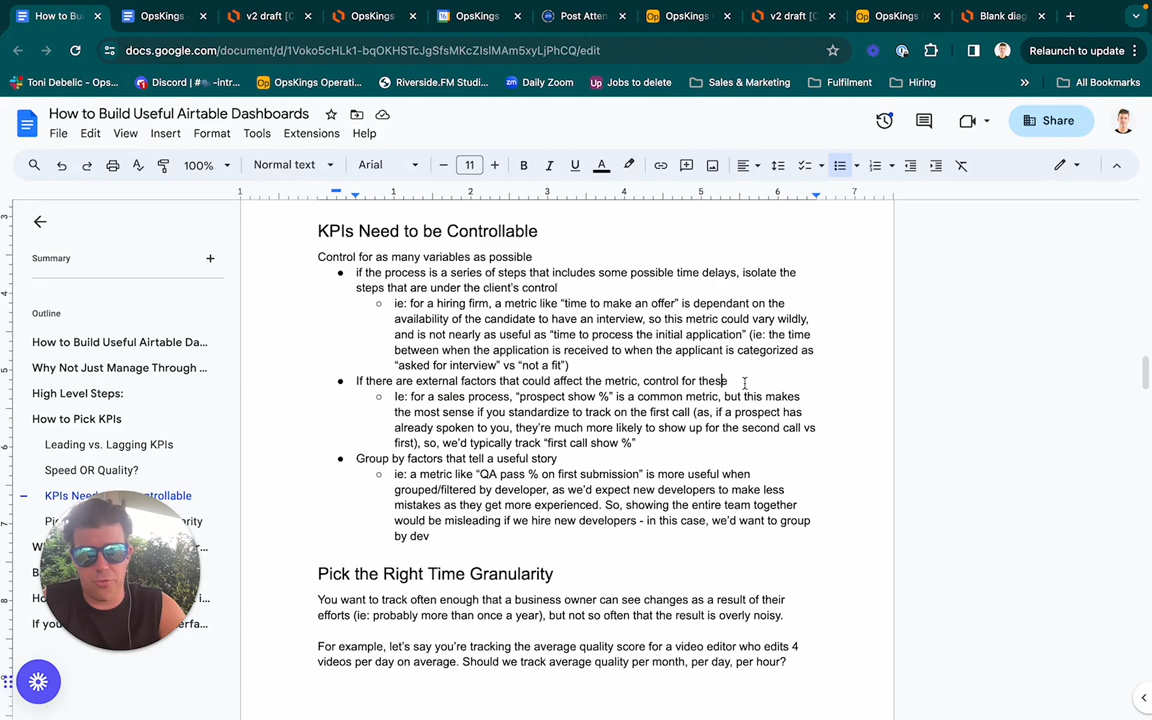 How to B
OpsKings
v2 draft [C
OpsKings
OpsKings
Post Atten
OpsKings
v2 draft [C
OpsKings
Blank diag
docs.google.com/document/d/1Voko5cHLk1-bqOKHSTcJgSfsMKcZIslMAm5xyLjPhCQ/edit
Relaunch to update
Toni Debelic - Ops...
Discord | #
-intr...
OpsKings Operati...
Riverside.FM Studi...
Daily Zoom
Jobs to delete
Sales & Marketing
Fulfilment
Hiring
All Bookmarks
How to Build Useful Airtable Dashboards
File Edit View Insert Format Tools Extensions Help
Share
100%
Normal text
Arial
11
1 1 2 3 4 5 6 7
Summary
Outline
How to Build Useful Airtable Da...
Why Not Just Manage Through ...
High Level Steps:
How to Pick KPIs
Leading vs. Lagging KPIs
Speed OR Quality?
KPIs Need
ontrollable
KPIs Need to be Controllable
Control for as many variables as possible
● if the process is a series of steps that includes some possible time delays, isolate the
steps that are under the client's control
○ ie: for a hiring firm, a metric like “time to make an offer” is dependant on the
availability of the candidate to have an interview, so this metric could vary wildly,
and is not nearly as useful as “time to process the initial application” (ie: the time
between when the application is received to when the applicant is categorized as
“asked for interview” vs “not a fit”)
● If there are external factors that could affect the metric, control for these
○ Ie: for a sales process, “prospect show %” is a common metric, but this makes
the most sense if you standardize to track on the first call (as, if a prospect has
already spoken to you, they're much more likely to show up for the second call vs
first), so, we'd typically track “first call show %”
● Group by factors that tell a useful story
○ ie: a metric like “QA pass % on first submission” is more useful when
grouped/filtered by developer, as we'd expect new developers to make less
mistakes as they get more experienced. So, showing the entire team together
would be misleading if we hire new developers - in this case, we'd want to group
by dev
Pick the Right Time Granularity
You want to track often enough that a business owner can see changes as a result of their
efforts (ie: probably more than once a year), but not so often that the result is overly noisy.
For example, let's say you're tracking the average quality score for a video editor who edits 4
videos per day on average. Should we track average quality per month, per day, per hour?